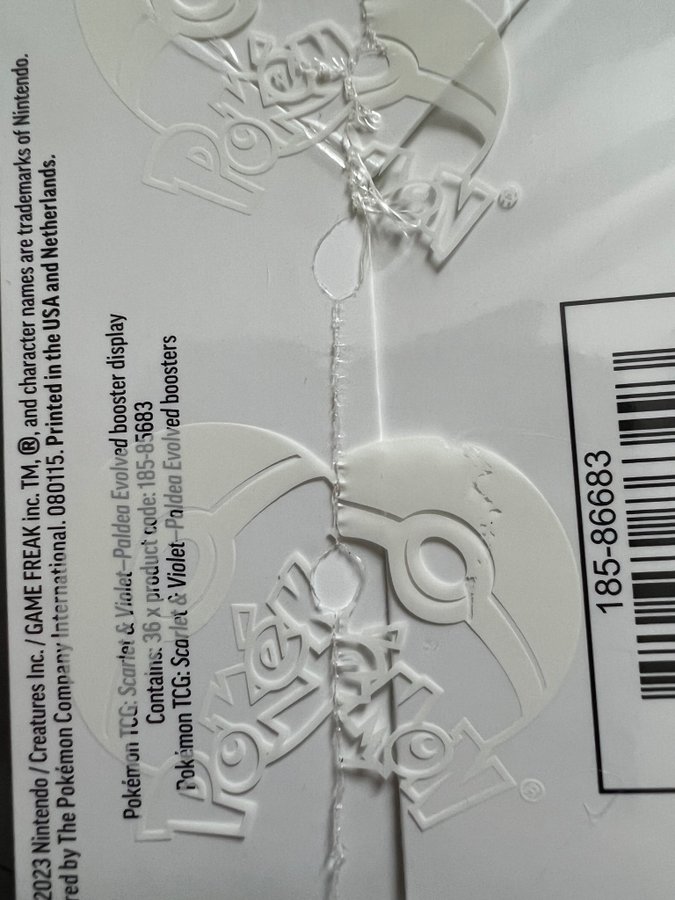 2023 Nintendo / Creatures Inc. / GAME FREAK inc. TM, ®, and character names are trademarks of Nintendo.
red by The Pokémon Company International. 080115. Printed in the USA and Netherlands.
Pokémon TCG: Scarlet & Violet—Paldea Evolved booster display
Contains: 36 x product code: 185-85683
Pokémon TCG: Scarlet & Violet—Paldea Evolved boosters
Pokémon
POKéMON®
185-86683